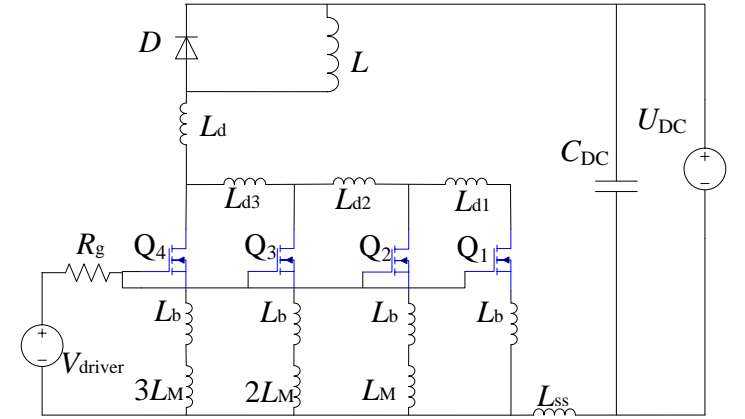 D
L
L_d
U_DC
+
−
C_DC
L_d3
L_d2
L_d1
R_g
Q_4
Q_3
Q_2
Q_1
L_b
L_b
L_b
L_b
+
−
V_driver
3L_M
2L_M
L_M
L_ss